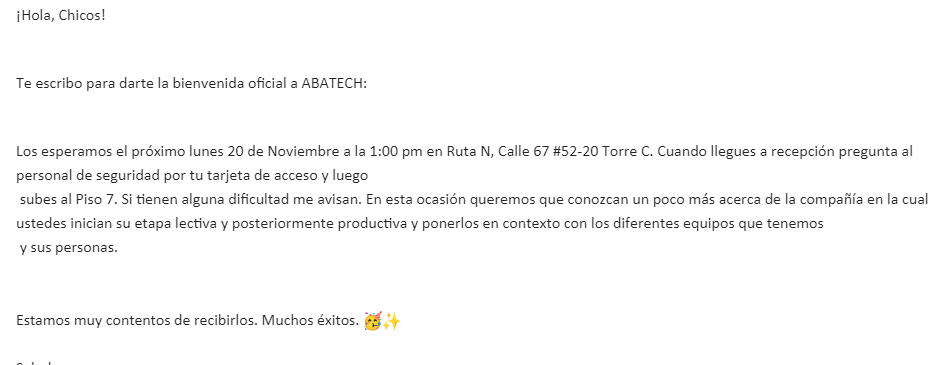 ¡Hola, Chicos!
Te escribo para darte la bienvenida oficial a ABATECH:
Los esperamos el próximo lunes 20 de Noviembre a la 1:00 pm en Ruta N, Calle 67 #52-20 Torre C. Cuando llegues a recepción pregunta al
personal de seguridad por tu tarjeta de acceso y luego
subes al Piso 7. Si tienen alguna dificultad me avisan. En esta ocasión queremos que conozcan un poco más acerca de la compañía en la cual
ustedes inician su etapa lectiva y posteriormente productiva y ponerlos en contexto con los diferentes equipos que tenemos
y sus personas.
Estamos muy contentos de recibirlos. Muchos éxitos. 🥳✨